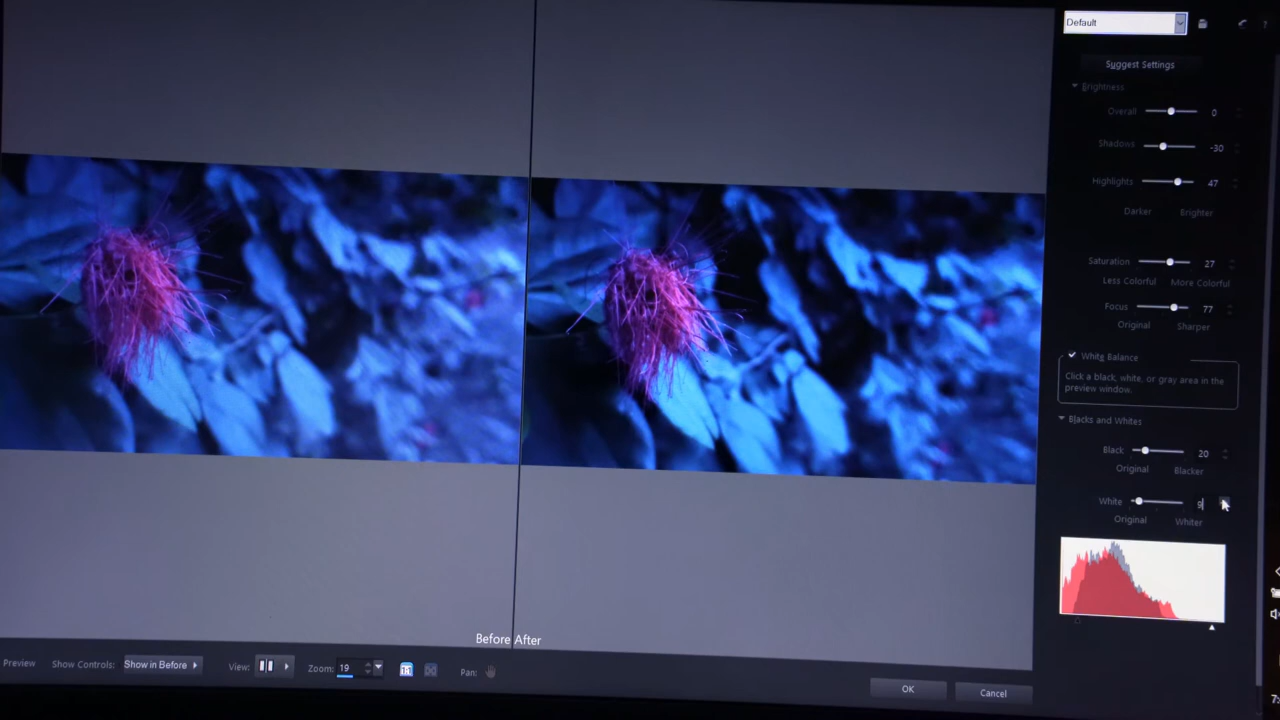 Default
Suggest Settings
Brightness
Overall 0
Shadows -30
Highlights 47
Darker Brighter
Saturation 27
Less Colorful More Colorful
Focus 77
Original Sharper
White Balance
Click a black, white, or gray area in the
preview window.
Blacks and Whites
Black 20
Original Blacker
White 9
Original Whiter
Before After
Preview Show Controls: Show in Before View: Zoom: 19 1:1 Pan:
OK Cancel